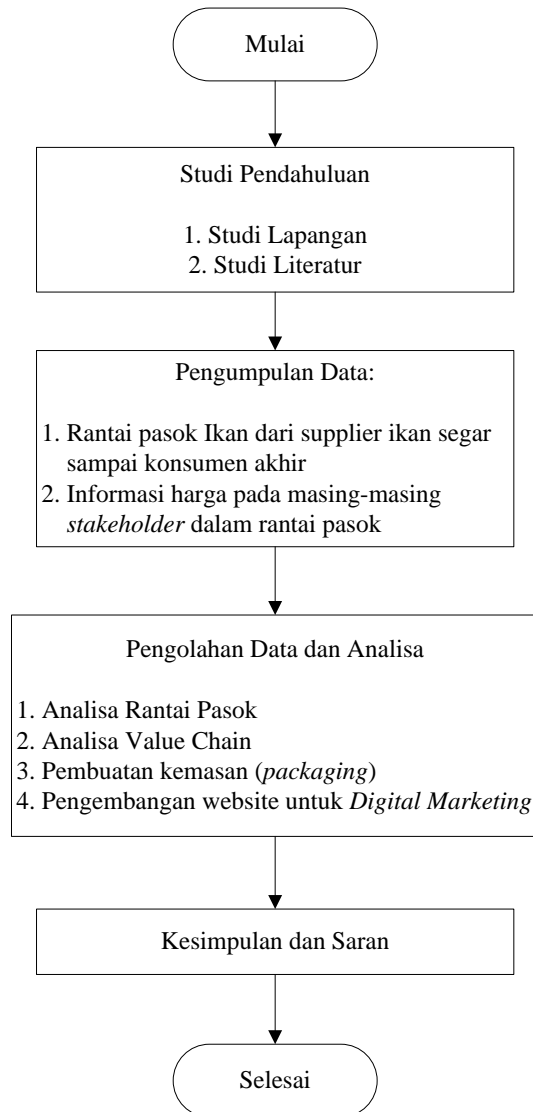 Mulai
Studi Pendahuluan
1. Studi Lapangan
2. Studi Literatur
Pengumpulan Data:
1. Rantai pasok Ikan dari supplier ikan segar
sampai konsumen akhir
2. Informasi harga pada masing-masing
stakeholder dalam rantai pasok
Pengolahan Data dan Analisa
1. Analisa Rantai Pasok
2. Analisa Value Chain
3. Pembuatan kemasan (packaging)
4. Pengembangan website untuk Digital Marketing
Kesimpulan dan Saran
Selesai